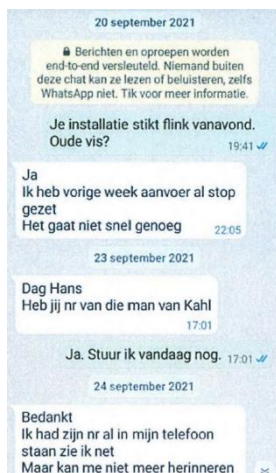 20 september 2021
Berichten en oproepen worden
end-to-end versleuteld. Niemand buiten
deze chat kan ze lezen of beluisteren, zelfs
WhatsApp niet. Tik voor meer informatie.
Je installatie stikt flink vanavond.
Oude vis?
19:41
Ja
Ik heb vorige week aanvoer al stop
gezet
Het gaat niet snel genoeg
22:05
23 september 2021
Dag Hans
Heb jij nr van die man van Kahl
17:01
Ja. Stuur ik vandaag nog. 17:01
24 september 2021
Bedankt
Ik had zijn nr al in mijn telefoon
staan zie ik net
Maar kan me niet meer herinneren